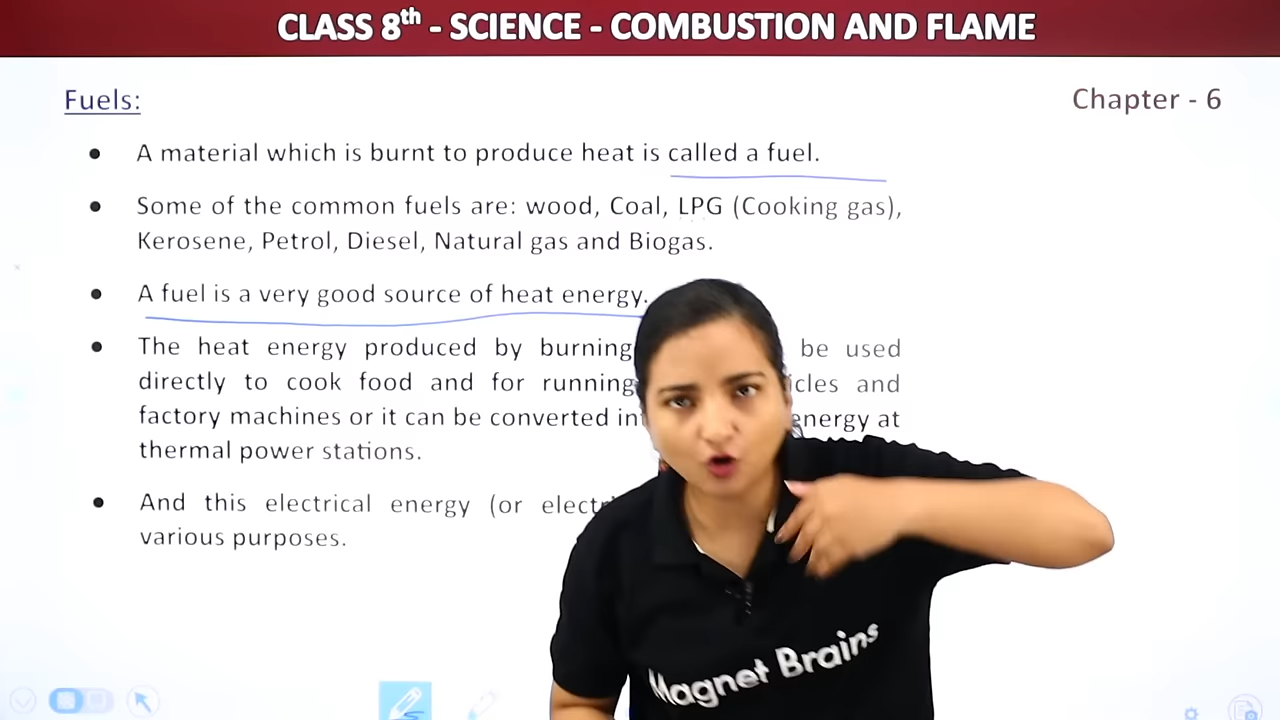 CLASS 8th - SCIENCE - COMBUSTION AND FLAME
Fuels:
Chapter - 6
● A material which is burnt to produce heat is called a fuel.
● Some of the common fuels are: wood, Coal, LPG (Cooking gas),
Kerosene, Petrol, Diesel, Natural gas and Biogas.
● A fuel is a very good source of heat energy.
● The heat energy produced by burning be used
directly to cook food and for running and
factory machines or it can be converted energy at
thermal power stations.
● And this electrical energy (or
various purposes.
Magnet Brains